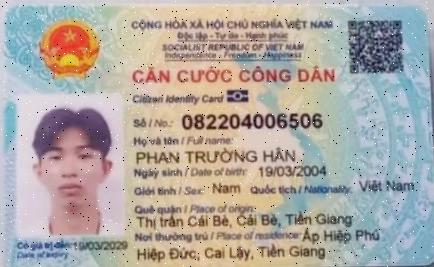 CỘNG HÒA XÃ HỘI CHỦ NGHĨA VIỆT NAM
Độc lập - Tự do - Hạnh phúc
SOCIALIST REPUBLIC OF VIET NAM
Independence - Freedom - Happiness
CĂN CƯỚC CÔNG DÂN
Citizen Identity Card
Số / No.: 082204006506
Họ và tên / Full name:
PHAN TRƯỜNG HÂN
Ngày sinh / Date of birth: 19/03/2004
Giới tính / Sex: Nam Quốc tịch / Nationality: Việt Nam
Quê quán / Place of origin:
Thị trấn Cái Bè, Cái Bè, Tiền Giang
Nơi thường trú / Place of residence: Ấp Hiệp Phú
Hiệp Đức, Cai Lậy, Tiền Giang
Có giá trị đến: 19/03/2029
Date of expiry